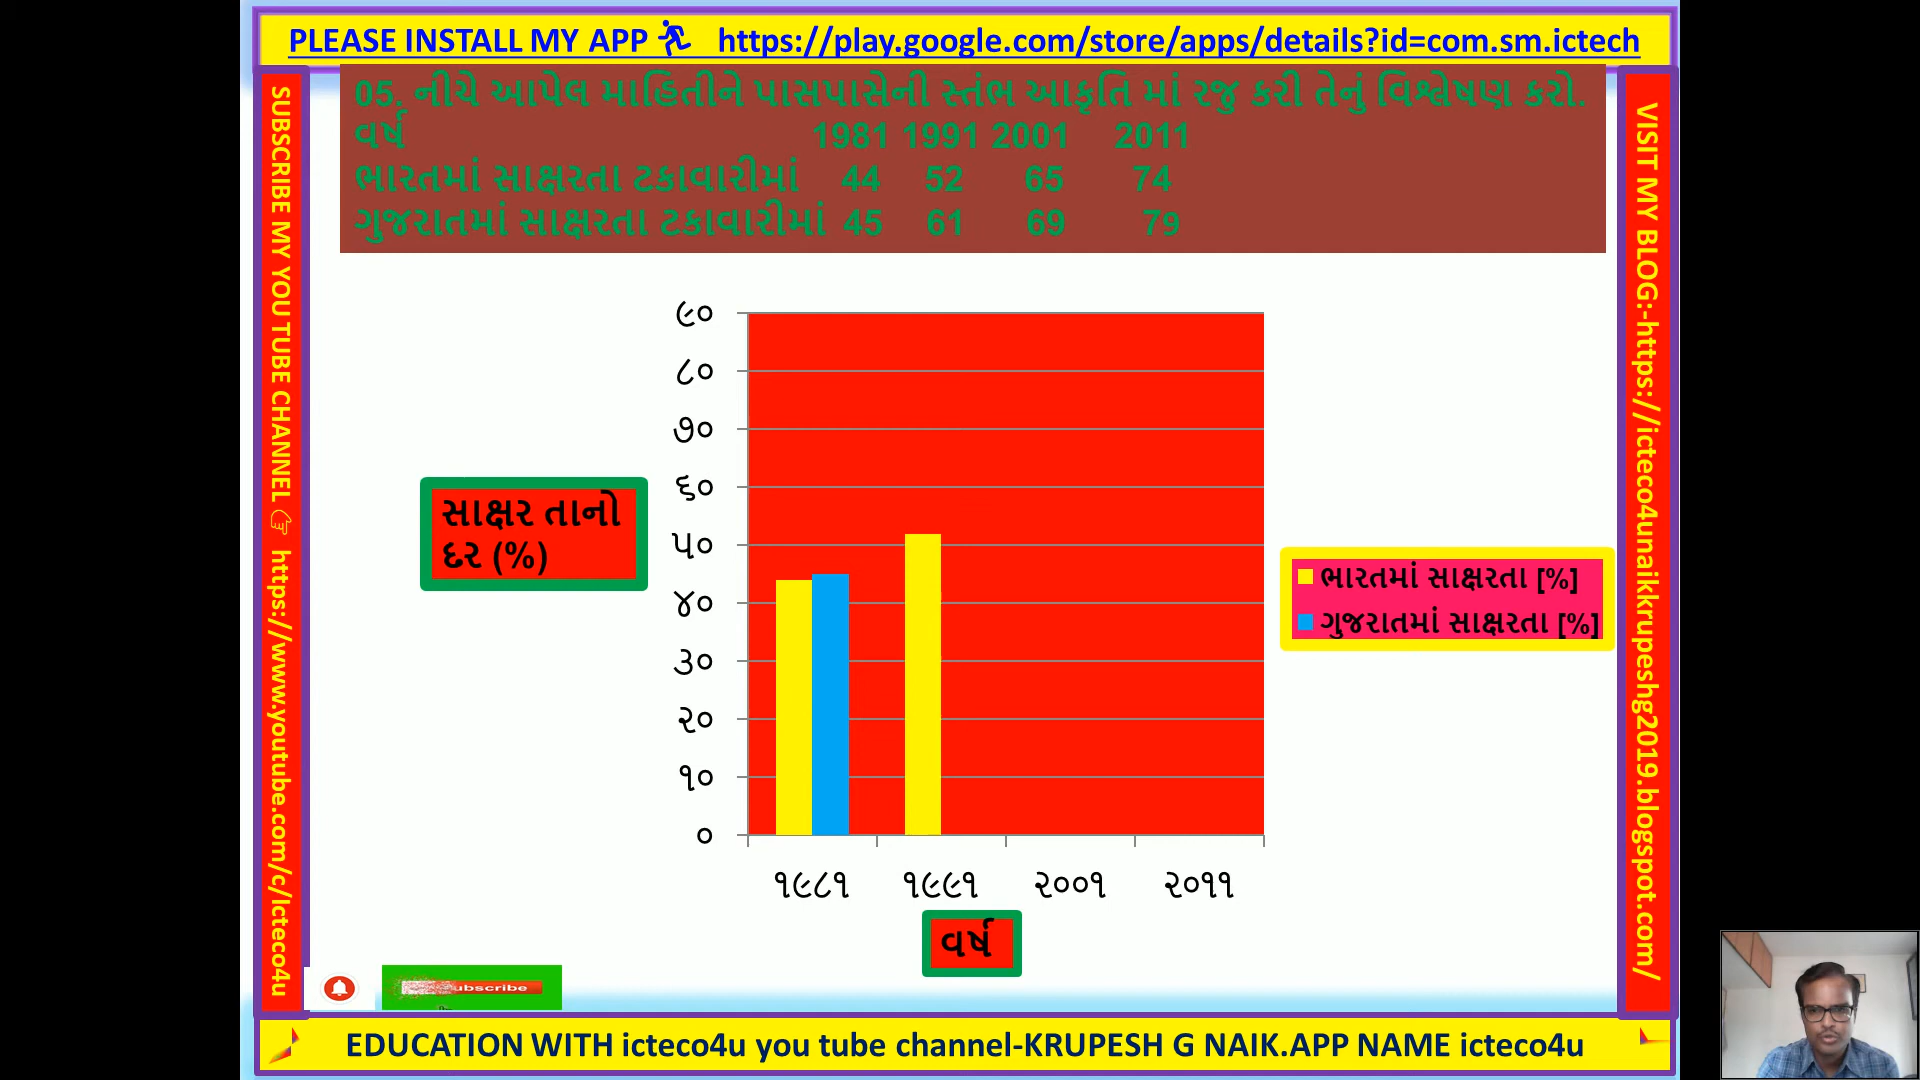 PLEASE INSTALL MY APP https://play.google.com/store/apps/details?id=com.sm.ictech
SUBSCRIBE MY YOU TUBE CHANNEL https://www.youtube.com/c/Icteco4u
05. નીચે આપેલ માહિતીને પાસપાસેની સ્તંભ આકૃતિ માં રજુ કરી તેનું વિશ્લેષણ કરો.
વર્ષ 1981 1991 2001 2011
ભારતમાં સાક્ષરતા ટકાવારીમાં 44 52 65 74
ગુજરાતમાં સાક્ષરતા ટકાવારીમાં 45 61 69 79
સાક્ષર તાનો
દર (%)
૯૦
૮૦
૭૦
૬૦
૫૦
૪૦
૩૦
૨૦
૧૦
૦
૧૯૮૧ ૧૯૯૧ ૨૦૦૧ ૨૦૧૧
વર્ષ
ભારતમાં સાક્ષરતા [%]
ગુજરાતમાં સાક્ષરતા [%]
VISIT MY BLOG:-https://icteco4unaikkrupeshg2019.blogspot.com/
ubscribe
EDUCATION WITH icteco4u you tube channel-KRUPESH G NAIK.APP NAME icteco4u